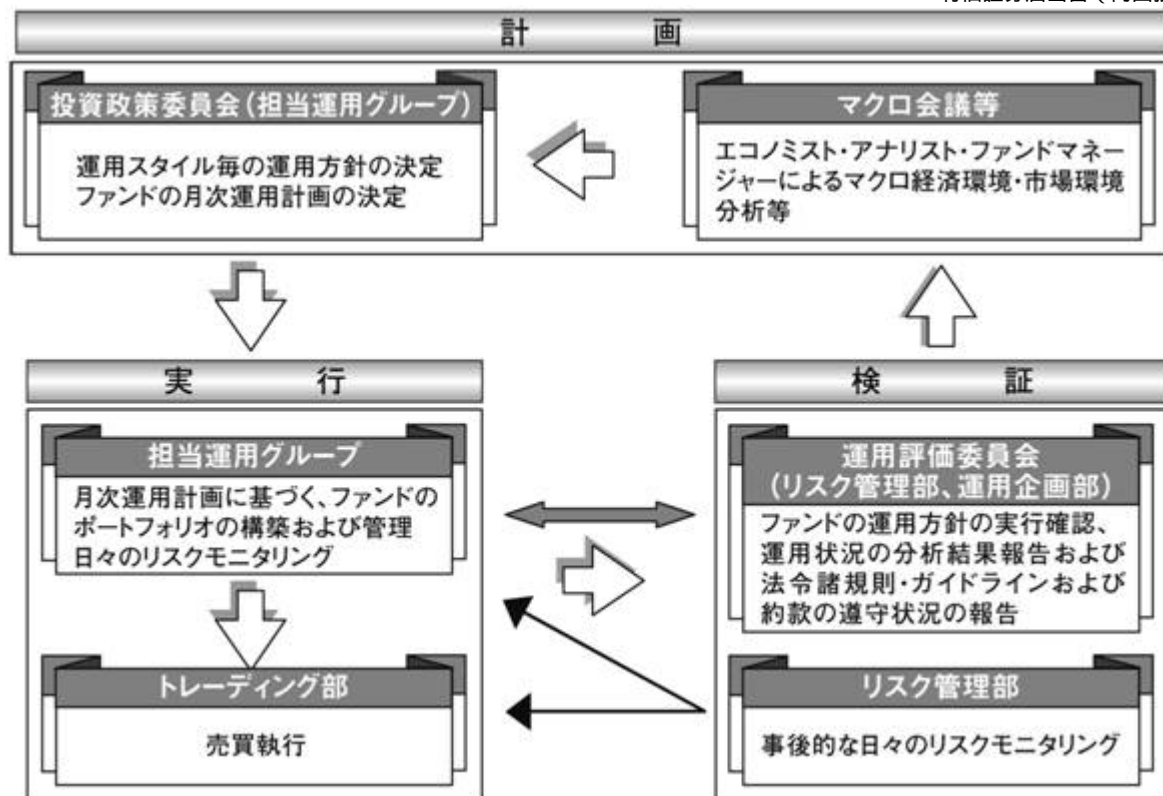 計 画
投資政策委員会(担当運用グループ)
運用スタイル毎の運用方針の決定
ファンドの月次運用計画の決定
マクロ会議等
エコノミスト・アナリスト・ファンドマネー
ジャーによるマクロ経済環境・市場環境
分析等
実 行
担当運用グループ
月次運用計画に基づく、ファンドの
ポートフォリオの構築および管理
日々のリスクモニタリング
トレーディング部
売買執行
検 証
運用評価委員会
(リスク管理部、運用企画部)
ファンドの運用方針の実行確認、
運用状況の分析結果報告および
法令諸規則・ガイドラインおよび
約款の遵守状況の報告
リスク管理部
事後的な日々のリスクモニタリング